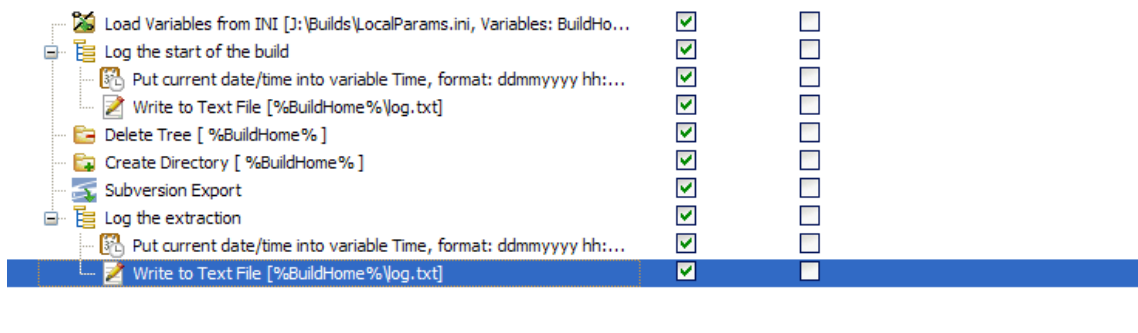 Load Variables from INI [J:\Builds\LocalParams.ini, Variables: BuildHo...
Log the start of the build
Put current date/time into variable Time, format: ddmmyyyy hh:...
Write to Text File [%BuildHome%\log.txt]
Delete Tree [ %BuildHome% ]
Create Directory [ %BuildHome% ]
Subversion Export
Log the extraction
Put current date/time into variable Time, format: ddmmyyyy hh:...
Write to Text File [%BuildHome%\log.txt]